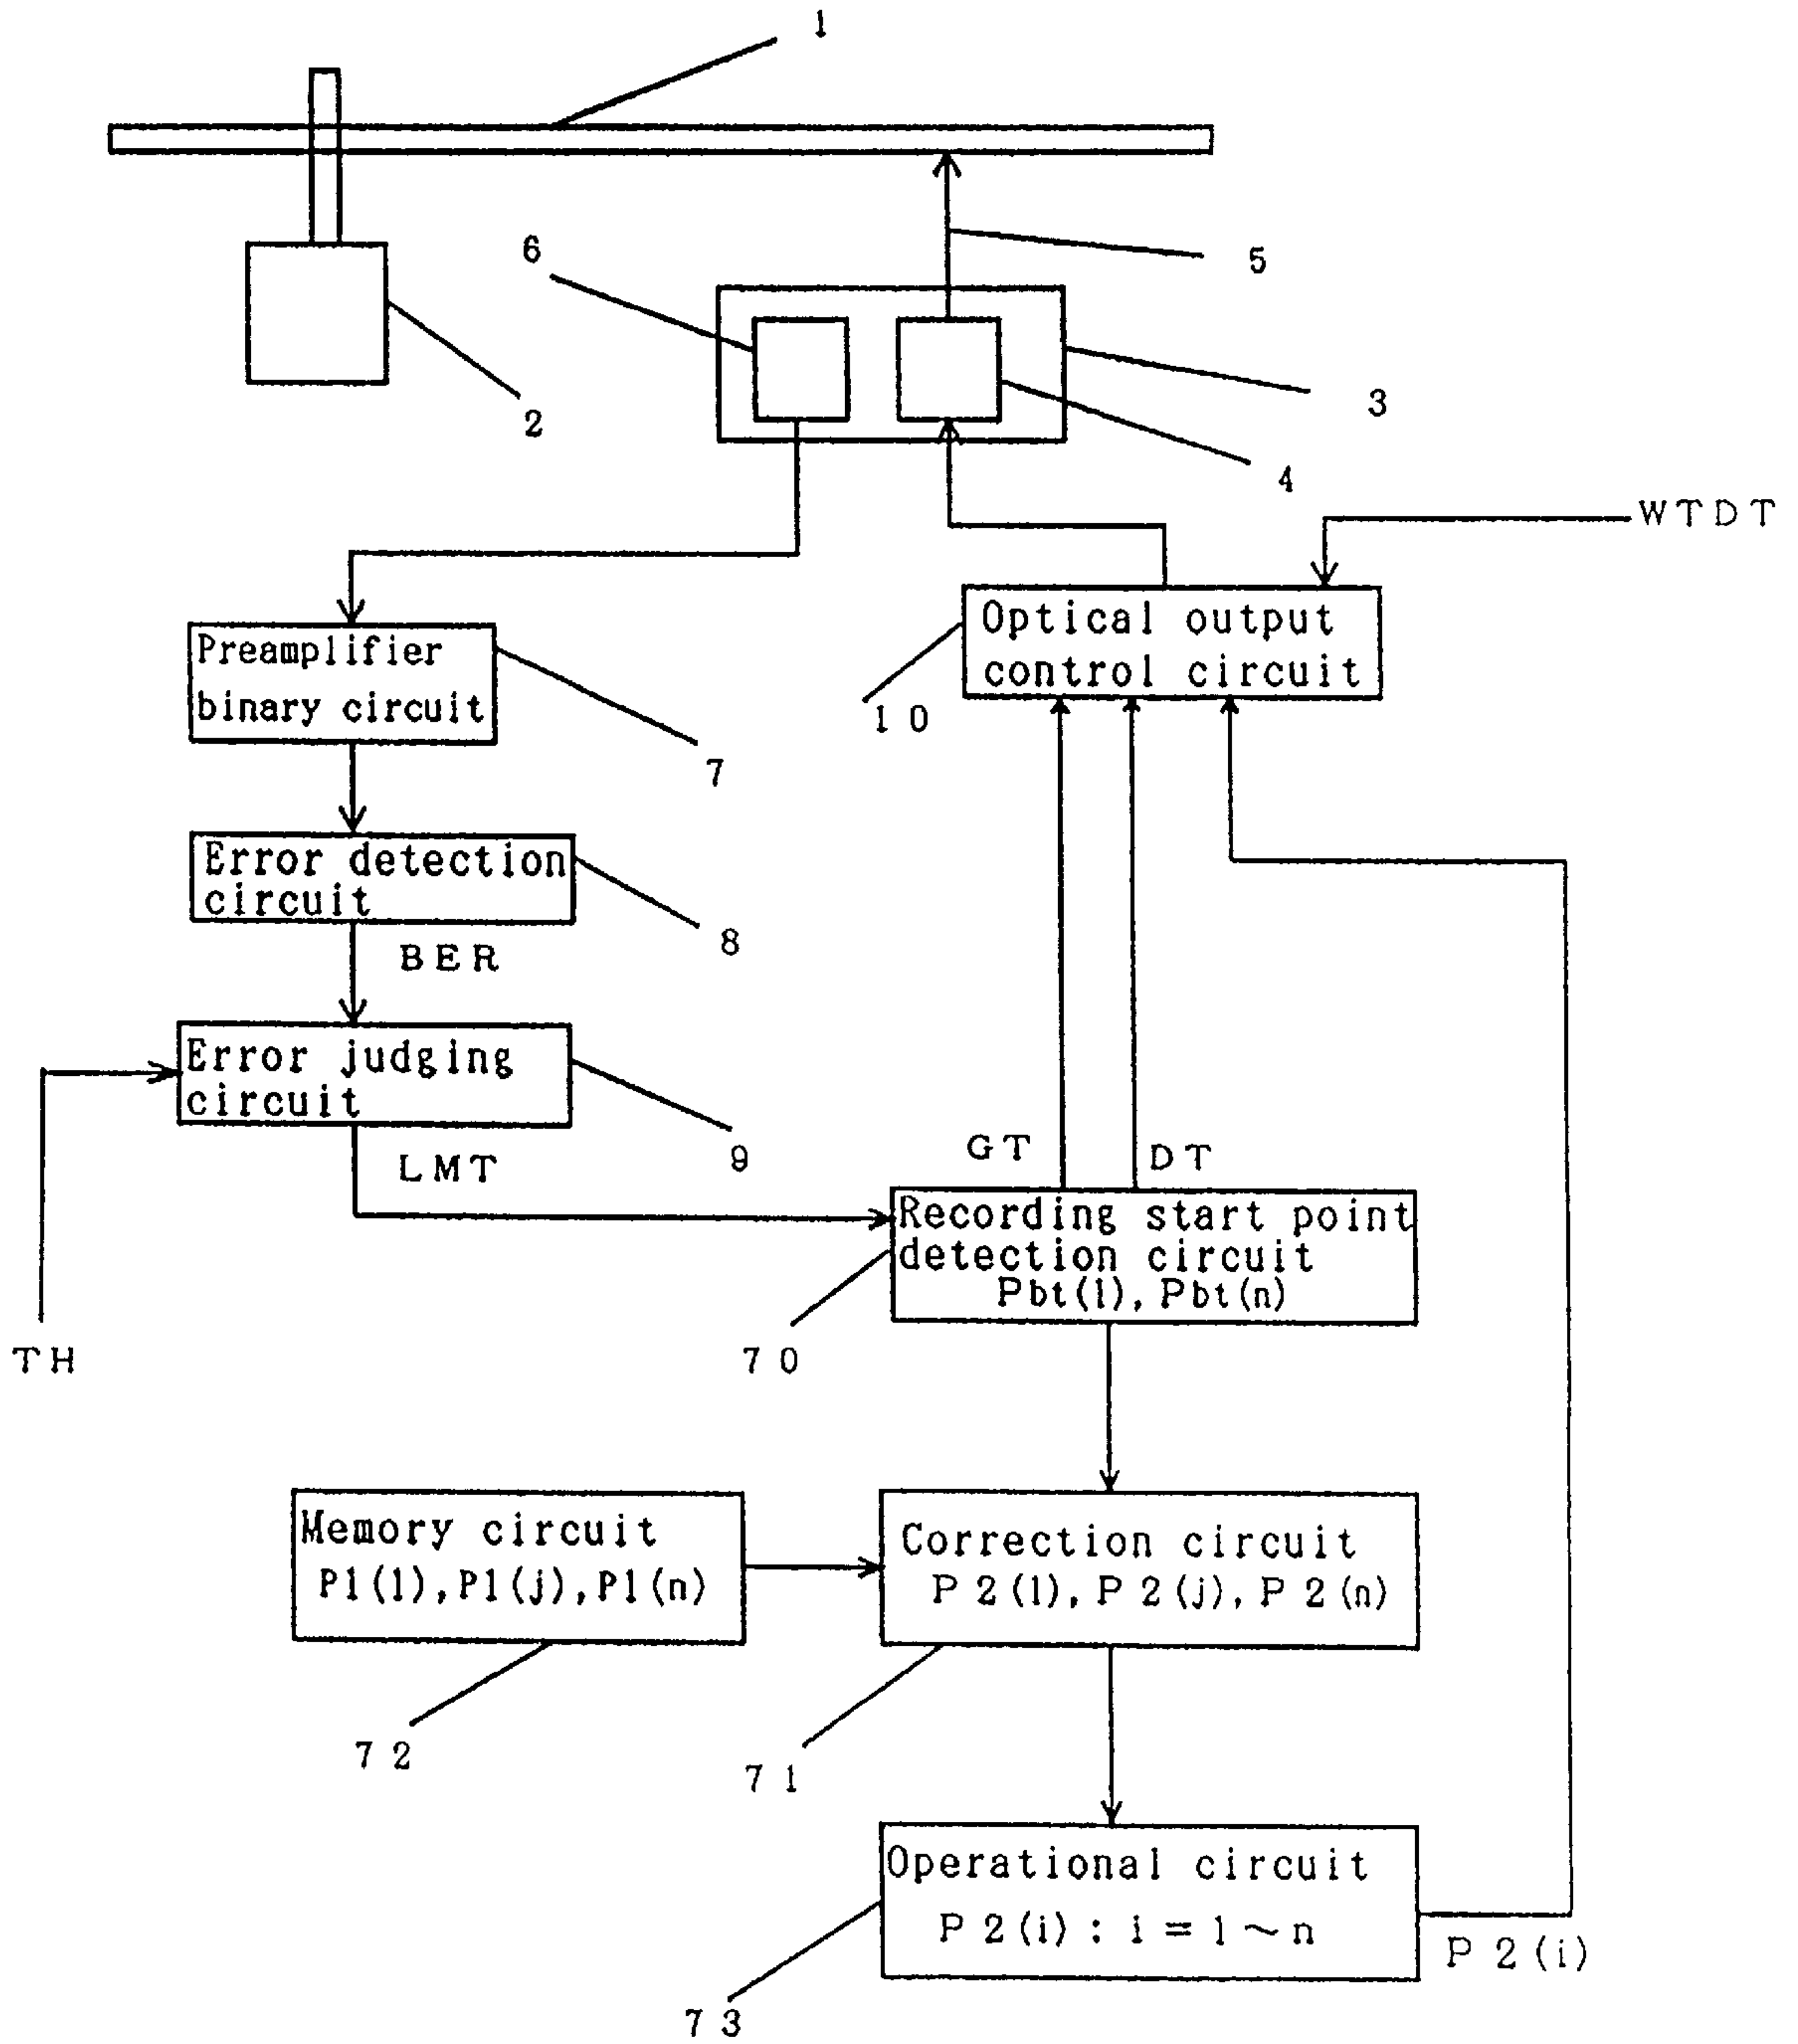 1
6
5
2
3
4
WTDT
Optical output
control circuit
10
Preamplifier
binary circuit
7
Error detection
circuit
8
BER
Error judging
circuit
9
LMT
TH
GT
DT
Recording start point
detection circuit
Pbt(1), Pbt(n)
70
Memory circuit
P1(1), P1(j), P1(n)
72
Correction circuit
P2(1), P2(j), P2(n)
71
Operational circuit
P2(i) : i = 1 ~ n
P2(i)
73